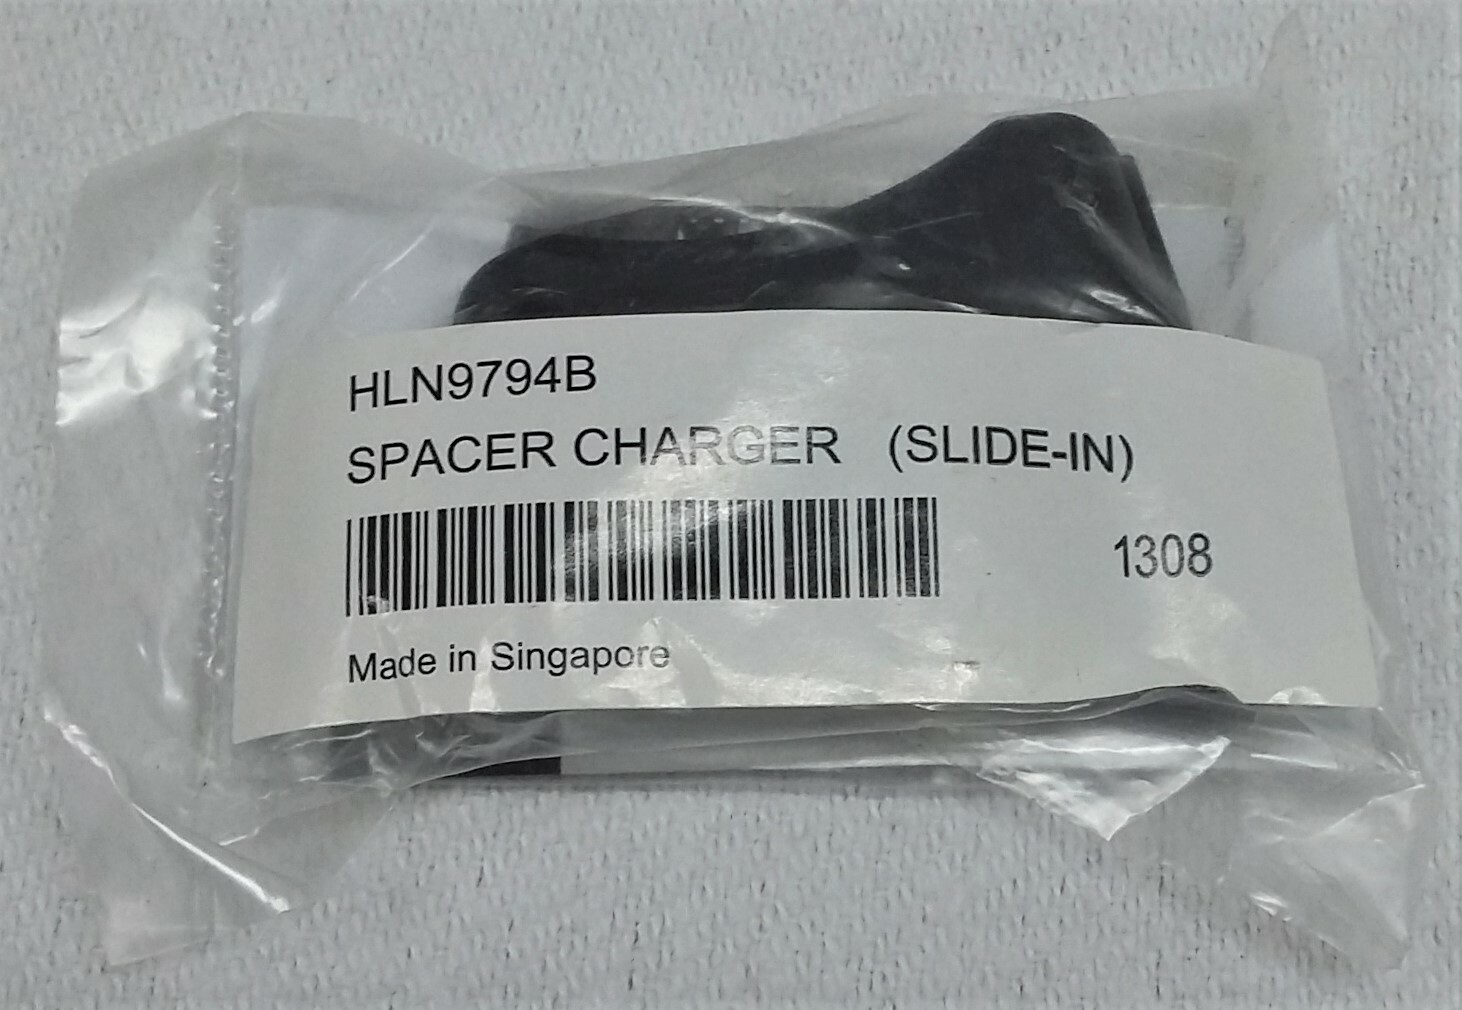 HLN9794B
SPACER CHARGER (SLIDE-IN)
1308
Made in Singapore